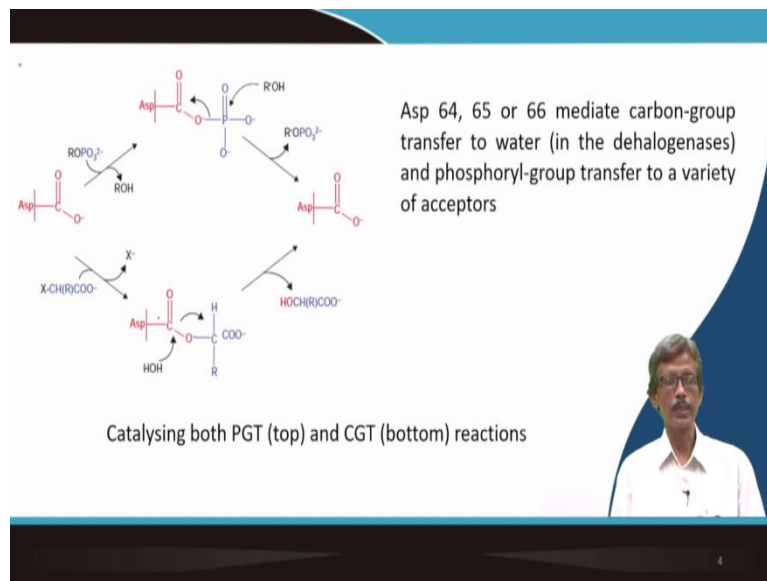 O
O
R'OH
Asp
C
O
P
O-
O-
ROPO₃²⁻
R'OPO₃²⁻
ROH
O
O
Asp
C
O-
Asp
C
O-
X-
X-CH(R)COO-
O
H
HOCH(R)COO-
Asp
C
O
C
COO-
HOH
R
Asp 64, 65 or 66 mediate carbon-group
transfer to water (in the dehalogenases)
and phosphoryl-group transfer to a variety
of acceptors
Catalysing both PGT (top) and CGT (bottom) reactions
4